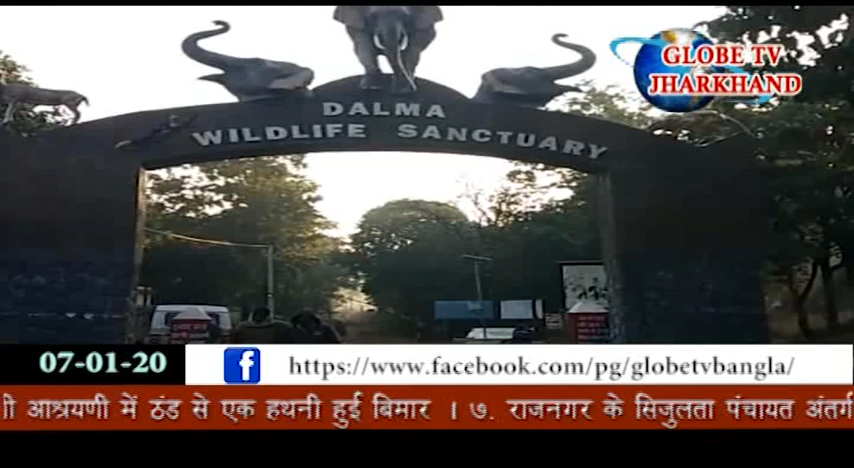 DALMA
WILDLIFE SANCTUARY
GLOBE TV
JHARKHAND
07-01-20
f https://www.facebook.com/pg/globetvbangla/
ी आश्रयणी में ठंड से एक हथनी हुई बिमार । ७. राजनगर के सिजुलता पंचायत अंतर्ग